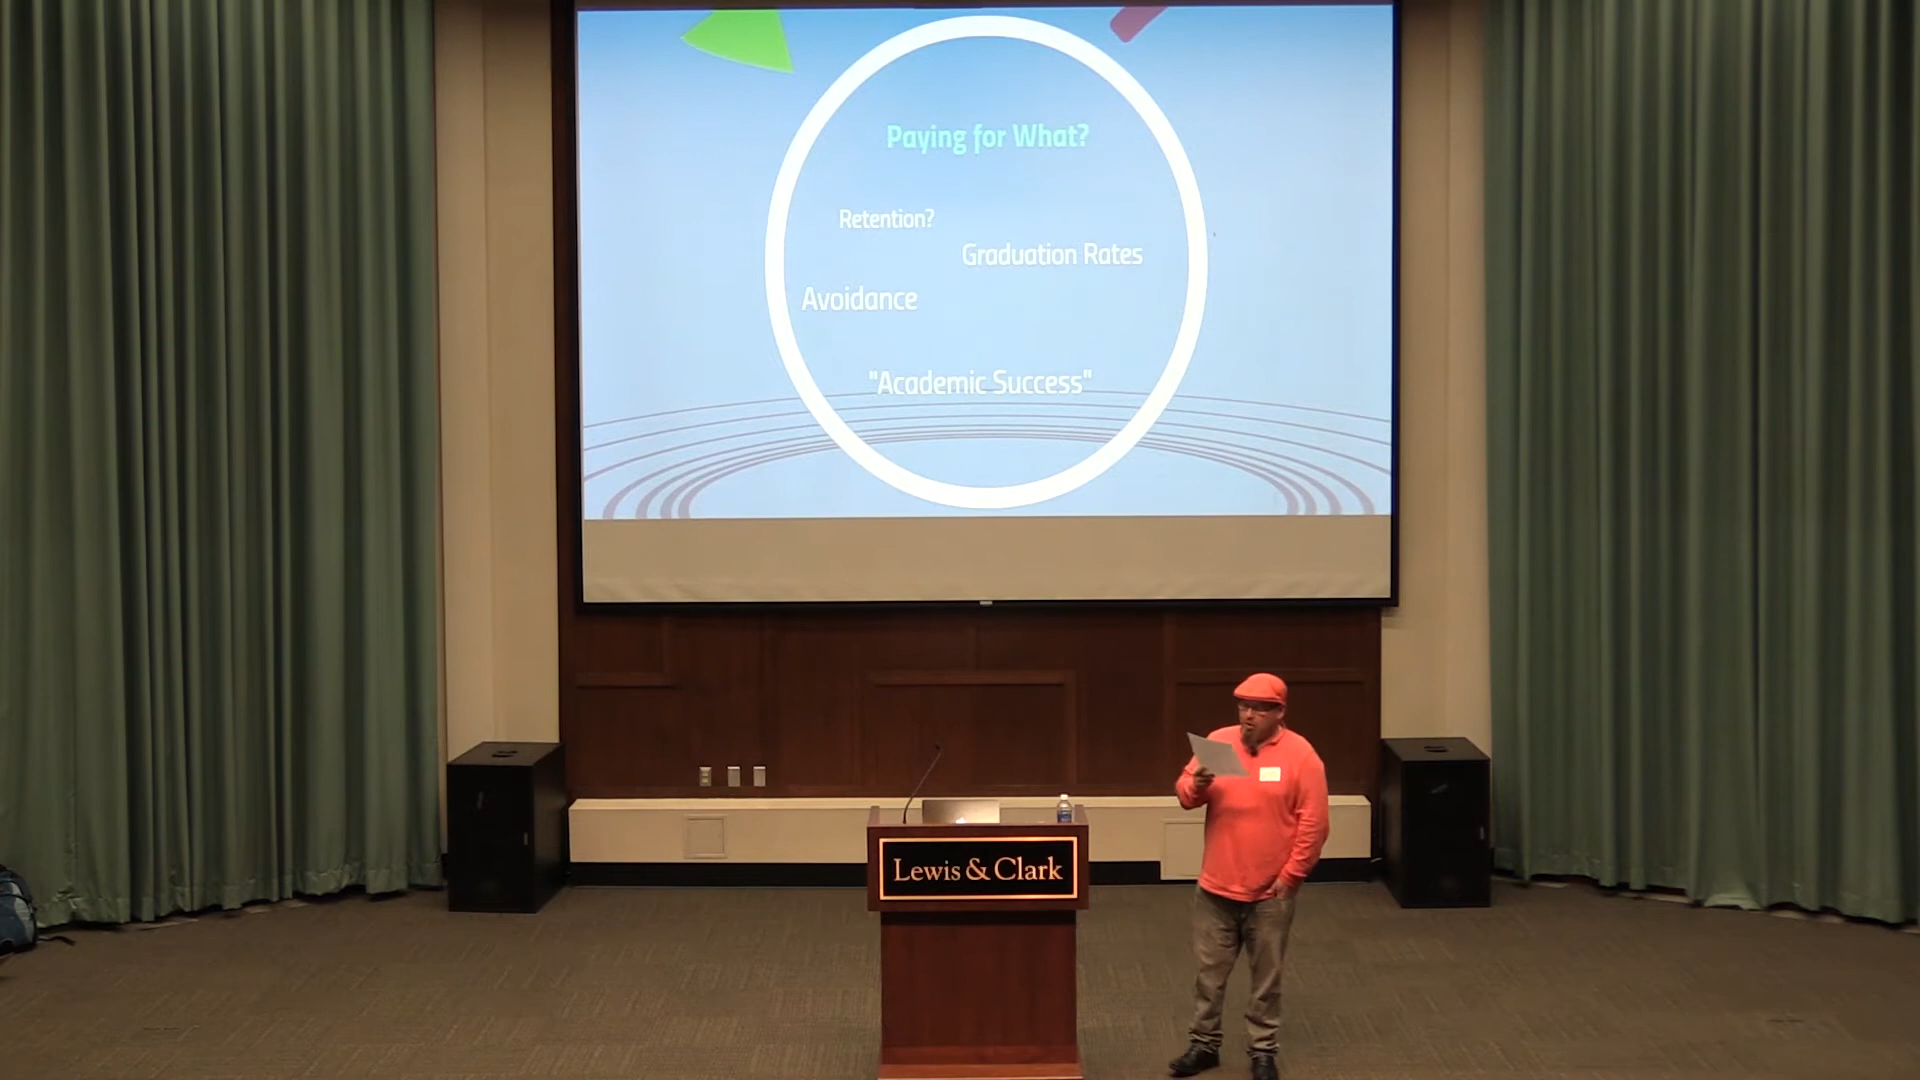 Paying for What?
Retention?
Graduation Rates
Avoidance
"Academic Success"
Lewis & Clark